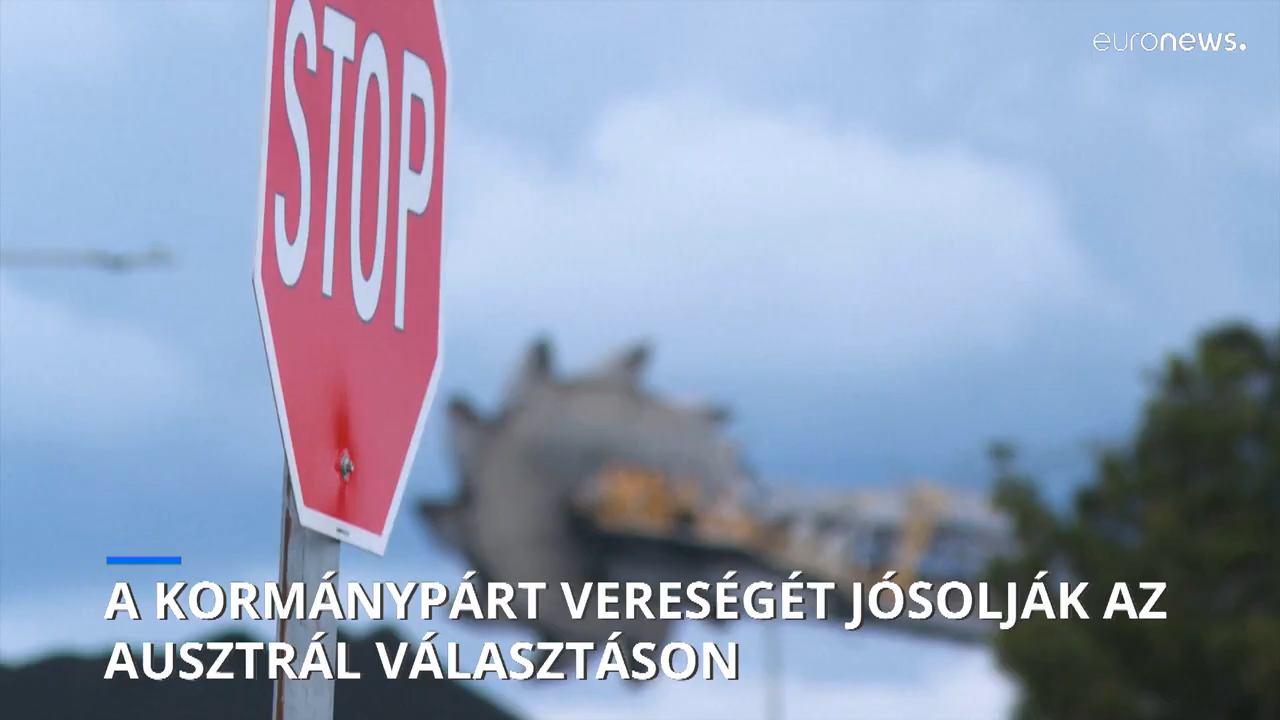 STOP
euronews.
A KORMÁNYPÁRT VERESÉGÉT JÓSOLJÁK AZ
AUSZTRÁL VÁLASZTÁSON